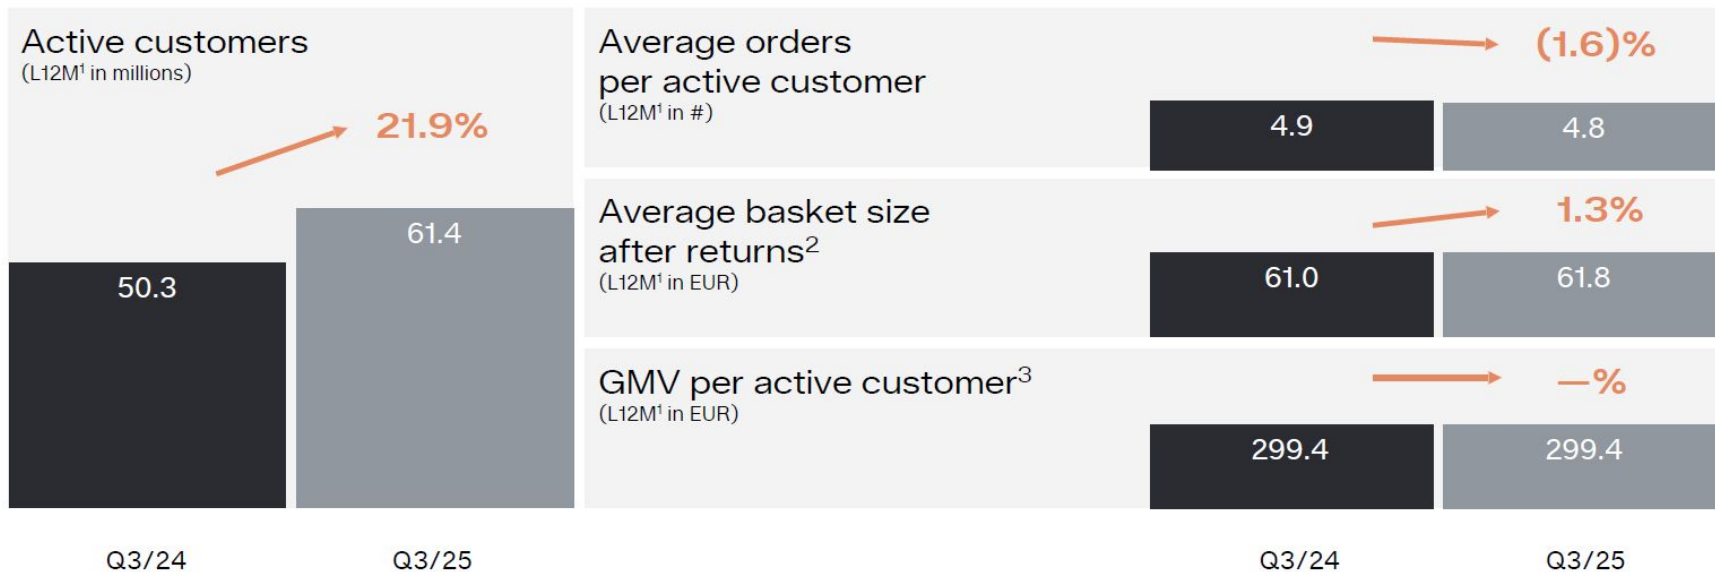 Active customers
(L12M¹ in millions)
21.9%
50.3
61.4
Q3/24
Q3/25
Average orders
per active customer
(L12M¹ in #)
(1.6)%
4.9
4.8
Average basket size
after returns²
(L12M¹ in EUR)
1.3%
61.0
61.8
GMV per active customer³
(L12M¹ in EUR)
—%
299.4
299.4
Q3/24
Q3/25